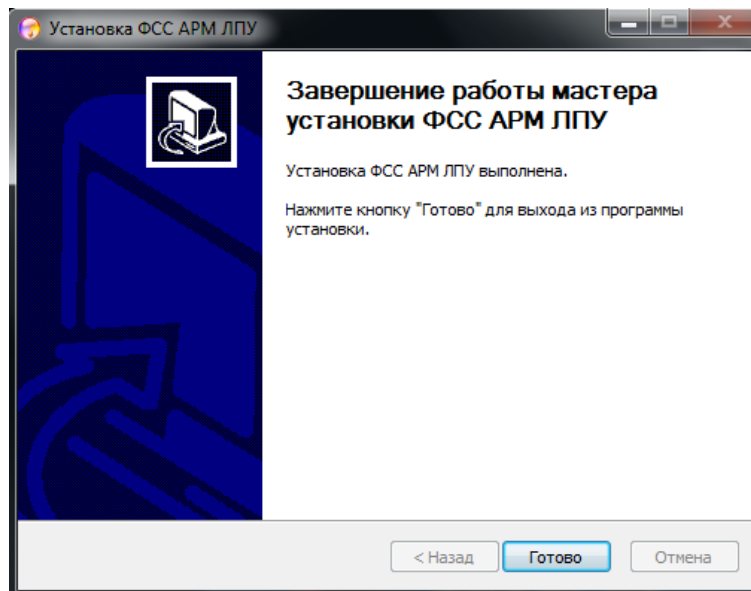 Установка ФСС АРМ ЛПУ
Завершение работы мастера
установки ФСС АРМ ЛПУ
Установка ФСС АРМ ЛПУ выполнена.
Нажмите кнопку "Готово" для выхода из программы
установки.
< Назад
Готово
Отмена